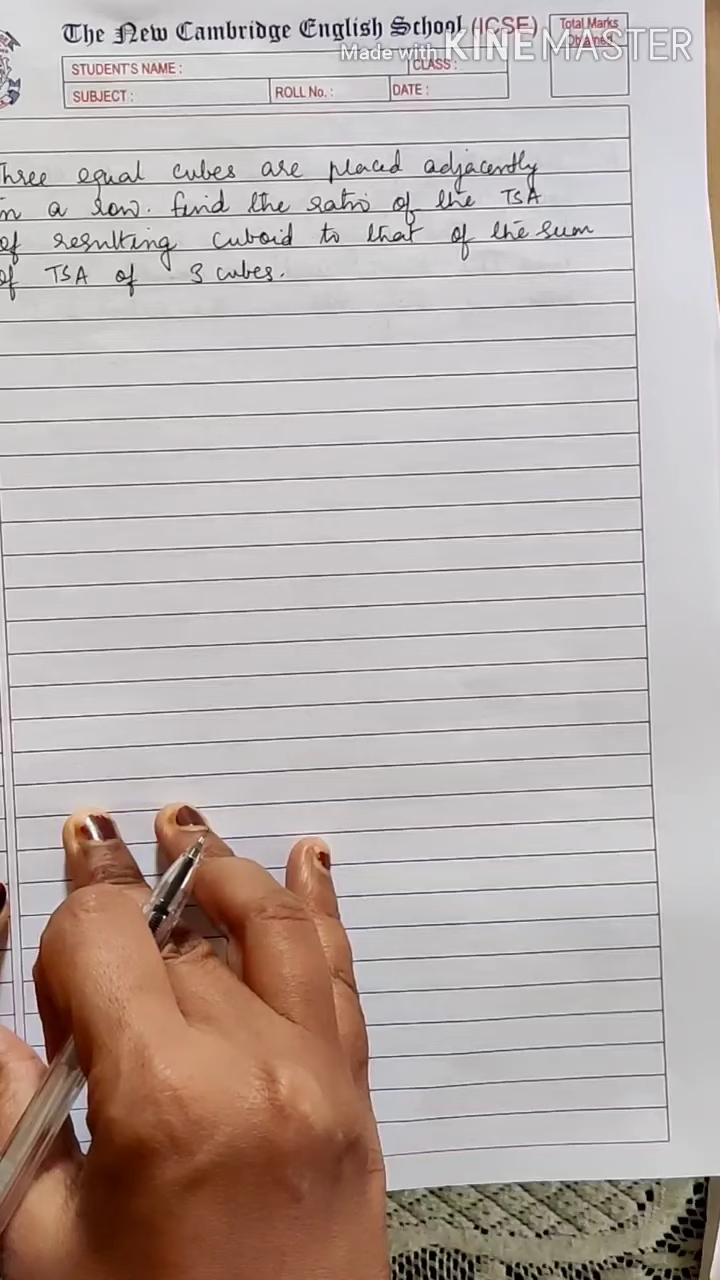 The New Cambridge English School (ICSE)
Total Marks
Obtained
Made with KINEMASTER
STUDENT'S NAME :
CLASS :
SUBJECT :
ROLL No. :
DATE :
Three equal cubes are placed adjacently
in a row. find the ratio of the TSA
of resulting cuboid to that of the sum
of TSA of 3 cubes.